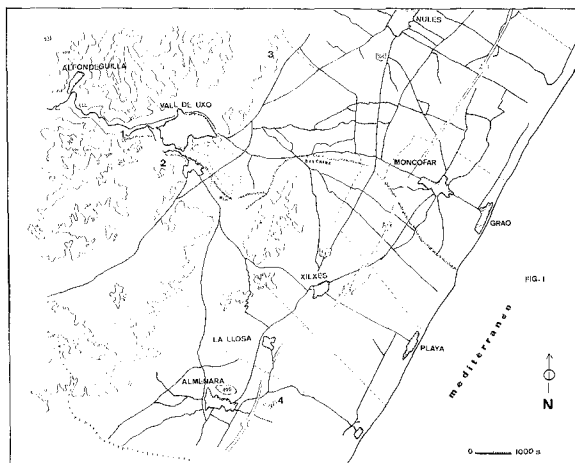 NULES
ALFONDEGUILLA
3
VALL DE UXO
1
2
MONCOFAR
GRAO
XILXES
FIG.1
LA LLOSA
PLAYA
mediterraneo
ALMENARA
4
N
0 1000 m